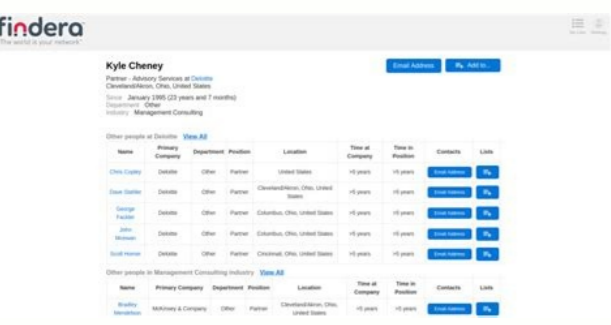 findera
The world is your network
Kyle Cheney
Email Address
Add to...
Partner - Advisory Services at Deloitte
Cleveland/Akron, Ohio, United States
Since January 1995 (23 years and 7 months)
Department Other
Industry Management Consulting
Other people at Deloitte View All
Name Primary Company Department Position Location Time at Company Time in Position Contacts Lists
Chris Copley Deloitte Other Partner United States >5 years >5 years Email Address
Dave Deloitte Other Partner Cleveland/Akron, Ohio, United States >5 years >5 years Email Address
George Deloitte Other Partner Columbus, Ohio, United States >5 years >5 years Email Address
John Deloitte Other Partner Columbus, Ohio, United States >5 years >5 years Email Address
Scott Deloitte Other Partner Cincinnati, Ohio, United States >5 years >5 years Email Address
Other people in Management Consulting industry View All
Name Primary Company Department Position Location Time at Company Time in Position Contacts Lists
Bradley Mendelson McKinsey & Company Other Partner Cleveland/Akron, Ohio, United States >5 years >5 years Email Address